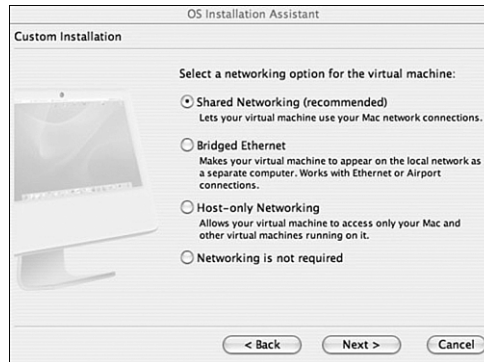 OS Installation Assistant
Custom Installation
Select a networking option for the virtual machine:
Shared Networking (recommended)
Lets your virtual machine use your Mac network connections.
Bridged Ethernet
Makes your virtual machine to appear on the local network as
a separate computer. Works with Ethernet or Airport
connections.
Host-only Networking
Allows your virtual machine to access only your Mac and
other virtual machines running on it.
Networking is not required
< Back
Next >
Cancel